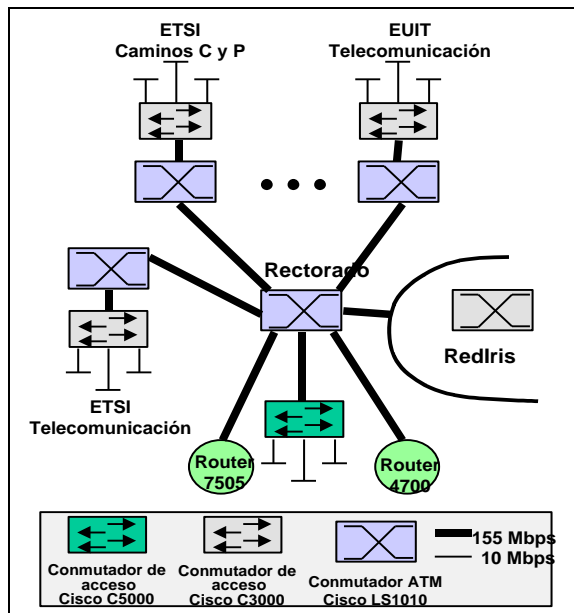 ETSI
Caminos C y P
EUIT
Telecomunicación
Rectorado
RedIris
ETSI
Telecomunicación
Router
7505
Router
4700
Conmutador de
acceso
Cisco C5000
Conmutador de
acceso
Cisco C3000
Conmutador ATM
Cisco LS1010
155 Mbps
10 Mbps